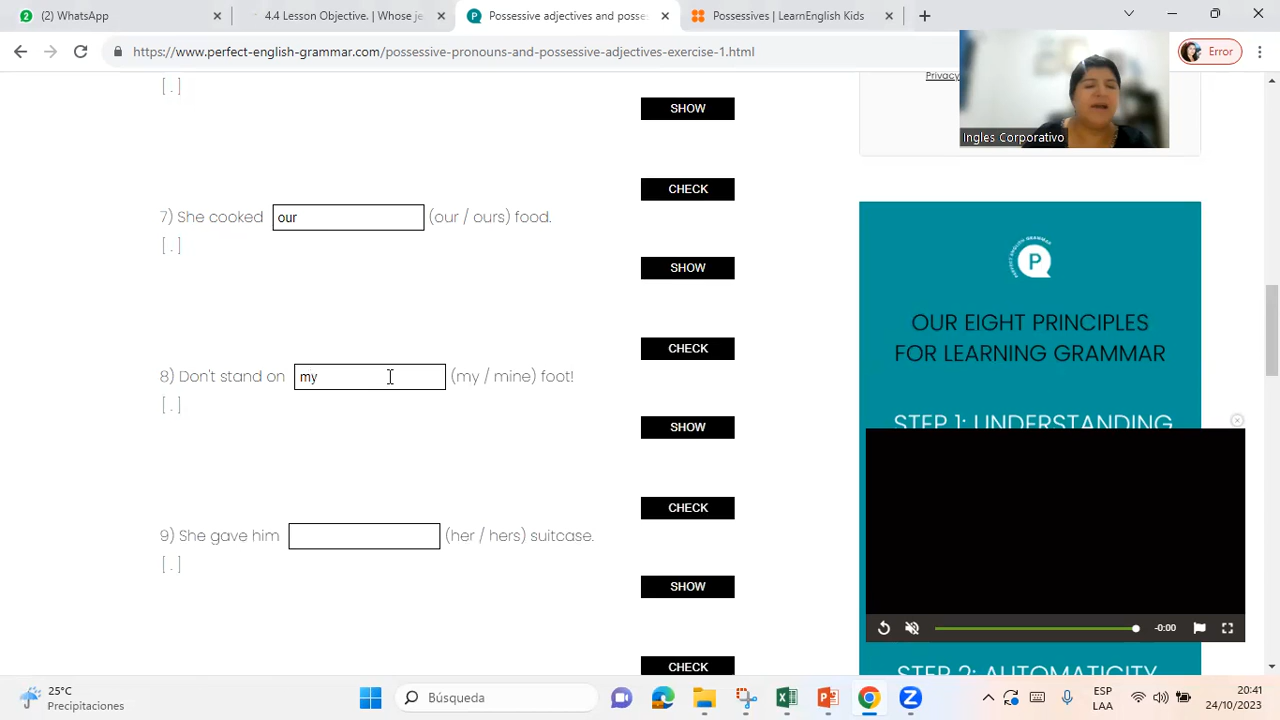 (2) WhatsApp
4.4 Lesson Objective. | Whose je
Possessive adjectives and posse
Possessives | LearnEnglish Kids
https://www.perfect-english-grammar.com/possessive-pronouns-and-possessive-adjectives-exercise-1.html
Error
Privacy
Ingles Corporativo
[ . ]
SHOW
CHECK
7) She cooked our (our / ours) food.
[ . ]
SHOW
CHECK
8) Don't stand on my (my / mine) foot!
[ . ]
SHOW
CHECK
9) She gave him (her / hers) suitcase.
[ . ]
SHOW
CHECK
PERFECT ENGLISH GRAMMAR
P
OUR EIGHT PRINCIPLES
FOR LEARNING GRAMMAR
STEP 1: UNDERSTANDING
-0:00
STEP 2: AUTOMATICITY
25°C
Precipitaciones
Búsqueda
ESP
LAA
20:41
24/10/2023